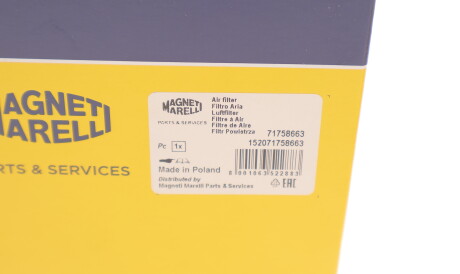 MAGNETI
MARELLI
PARTS & SERVICES
MAGNETI
MARELLI
PARTS & SERVICES
Air filter
Filtro Aria
Luftfilter
Filtre à Air
Filtro de Aire
Filtr Powietrza
71758663
152071758663
Pc 1x
Made in Poland
Distributed by
Magneti Marelli Parts & Services
EAC